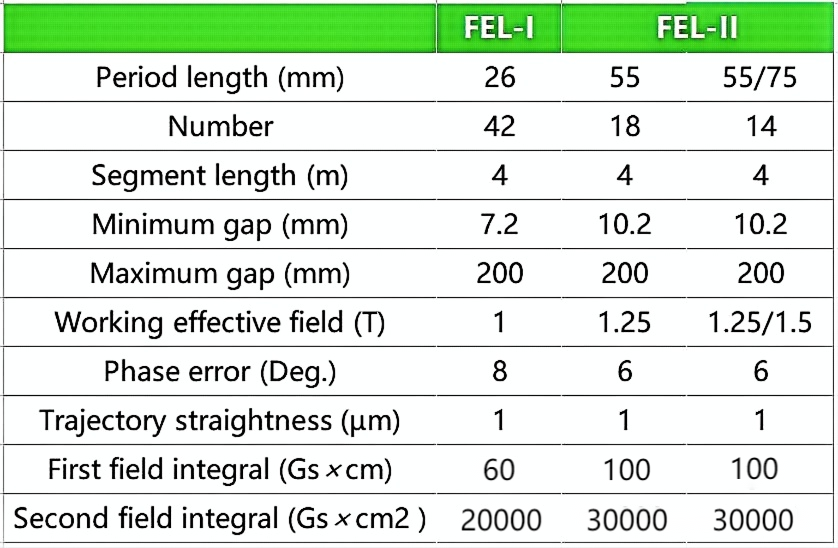 FEL-I FEL-II
Period length (mm) 26 55 55/75
Number 42 18 14
Segment length (m) 4 4 4
Minimum gap (mm) 7.2 10.2 10.2
Maximum gap (mm) 200 200 200
Working effective field (T) 1 1.25 1.25/1.5
Phase error (Deg.) 8 6 6
Trajectory straightness (μm) 1 1 1
First field integral (Gs×cm) 60 100 100
Second field integral (Gs×cm2 ) 20000 30000 30000